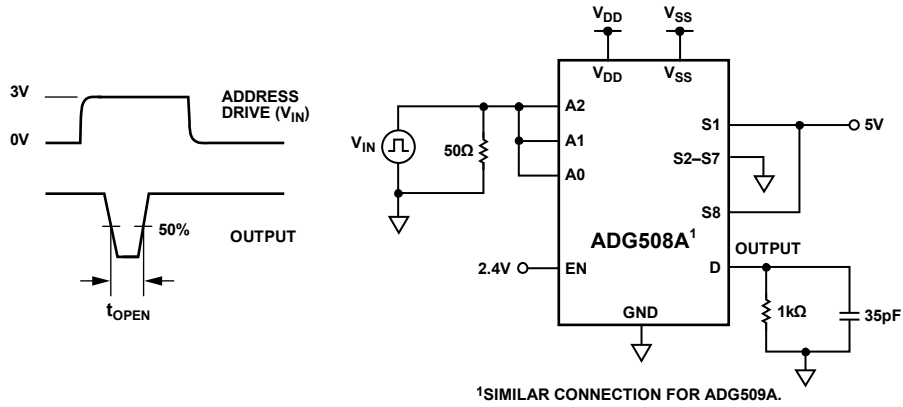 3V
0V
ADDRESS
DRIVE (VIN)
50%
OUTPUT
tOPEN
VDD
VSS
VDD
VSS
VIN
50Ω
A2
A1
A0
2.4V
EN
ADG508A1
GND
S1
S2–S7
S8
D
5V
OUTPUT
1kΩ
35pF
1SIMILAR CONNECTION FOR ADG509A.